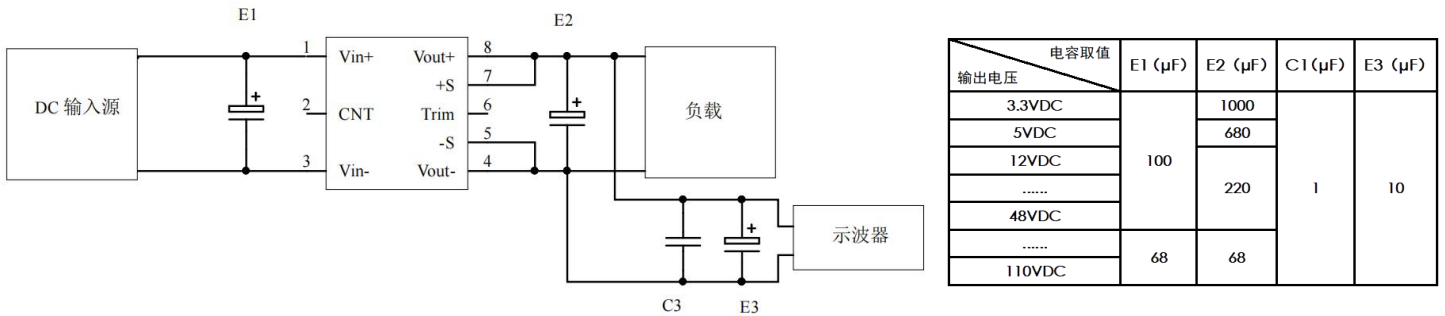 E1
E2
DC 输入源
1
Vin+
2
CNT
3
Vin-
Vout+
8
+S
7
Trim
6
-S
5
Vout-
4
+
+
负载
+
示波器
C3
E3
电容取值
输出电压
E1 (μF)
E2 (μF)
C1(μF)
E3 (μF)
3.3VDC
100
1000
1
10
5VDC
680
12VDC
220
......
48VDC
......
68
68
110VDC